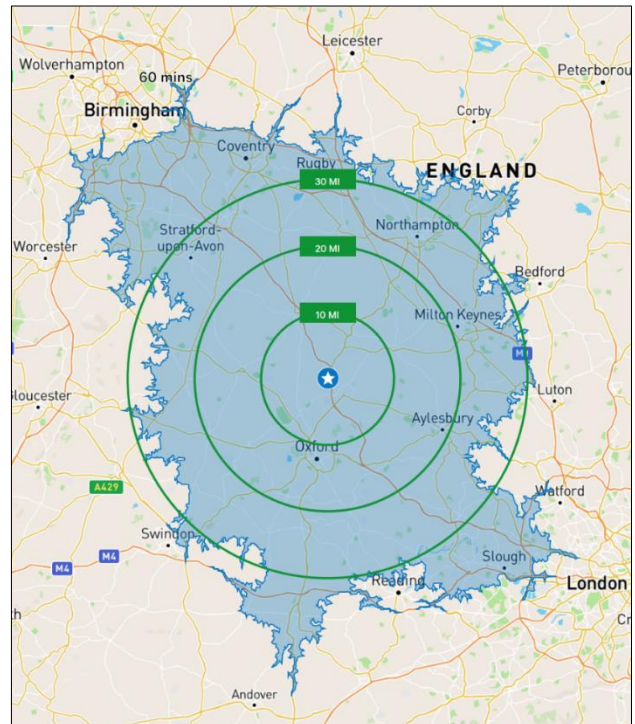 Leicester
Wolverhampton
60 mins
Peterborou
Birmingham
Corby
Coventry
Rugby
ENGLAND
30 MI
Northampton
Stratford-
upon-Avon
Worcester
20 MI
Bedford
10 MI
Milton Keynes
M1
Gloucester
Luton
Aylesbury
Oxford
A429
Watford
Swindon
M4
M4
Slough
Reading
London
th
Cr
Andover